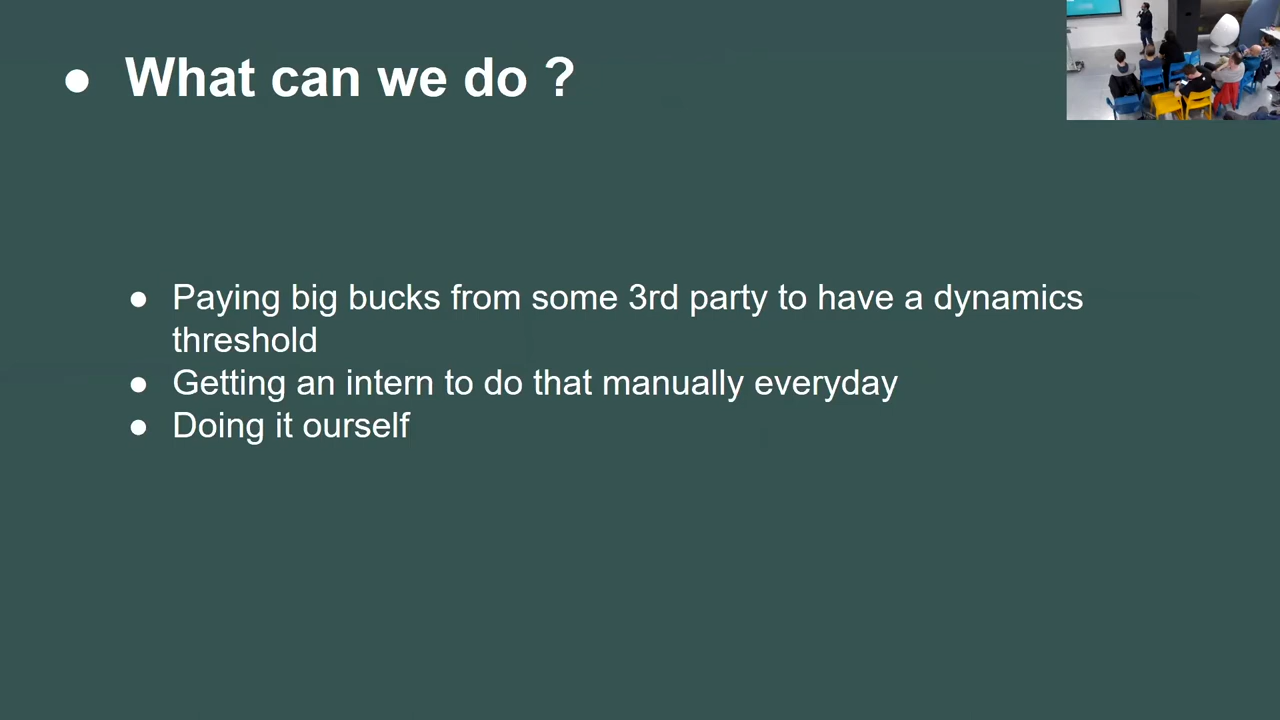 ● What can we do ?
● Paying big bucks from some 3rd party to have a dynamics
threshold
● Getting an intern to do that manually everyday
● Doing it ourself